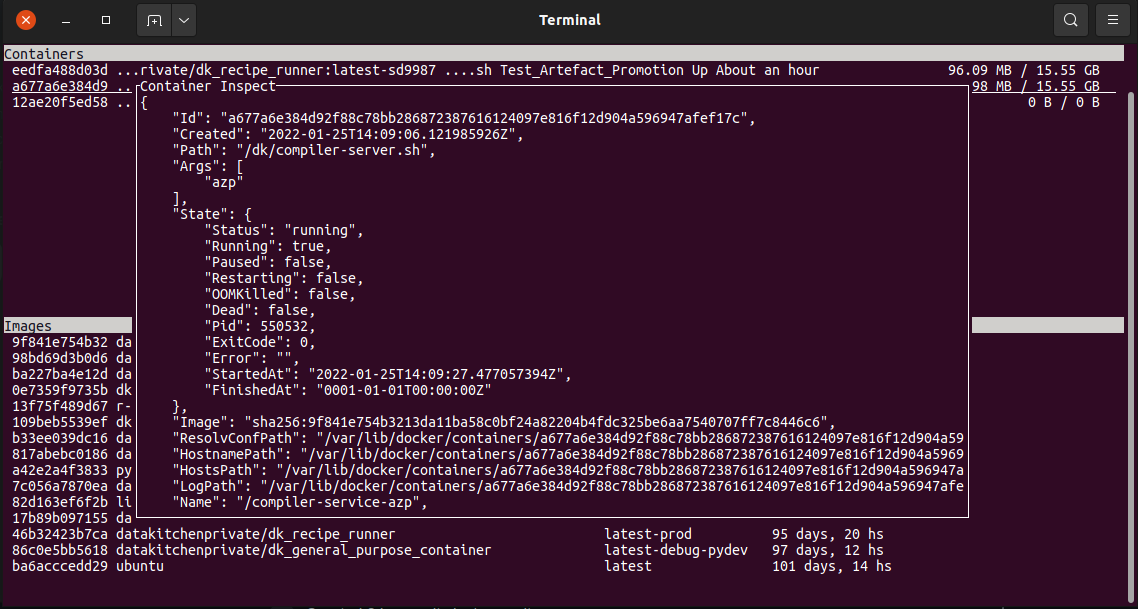 Terminal
Containers
eedfa488d03d ...rivate/dk_recipe_runner:latest-sd9987 ....sh Test_Artefact_Promotion Up About an hour 96.09 MB / 15.55 GB
a677a6e384d9 .. Container Inspect 98 MB / 15.55 GB
12ae20f5ed58 .. { 0 B / 0 B
"Id": "a677a6e384d92f88c78bb286872387616124097e816f12d904a596947afef17c",
"Created": "2022-01-25T14:09:06.121985926Z",
"Path": "/dk/compiler-server.sh",
"Args": [
"azp"
],
"State": {
"Status": "running",
"Running": true,
"Paused": false,
"Restarting": false,
"OOMKilled": false,
"Dead": false,
Images "Pid": 550532,
9f841e754b32 da "ExitCode": 0,
98bd69d3b0d6 da "Error": "",
ba227ba4e12d da "StartedAt": "2022-01-25T14:09:27.477057394Z",
0e7359f9735b dk "FinishedAt": "0001-01-01T00:00:00Z"
13f75f489d67 r- },
109beb5539ef dk "Image": "sha256:9f841e754b3213da11ba58c0bf24a82204b4fdc325be6aa7540707ff7c8446c6",
b33ee039dc16 da "ResolvConfPath": "/var/lib/docker/containers/a677a6e384d92f88c78bb286872387616124097e816f12d904a59
817abebc0186 da "HostnamePath": "/var/lib/docker/containers/a677a6e384d92f88c78bb286872387616124097e816f12d904a5969
a42e2a4f3833 py "HostsPath": "/var/lib/docker/containers/a677a6e384d92f88c78bb286872387616124097e816f12d904a596947a
7c056a7870ea da "LogPath": "/var/lib/docker/containers/a677a6e384d92f88c78bb286872387616124097e816f12d904a596947afe
82d163ef6f2b li "Name": "/compiler-service-azp",
17b89b097155 da
46b32423b7ca datakitchenprivate/dk_recipe_runner latest-prod 95 days, 20 hs
86c0e5bb5618 datakitchenprivate/dk_general_purpose_container latest-debug-pydev 97 days, 12 hs
ba6acccedd29 ubuntu latest 101 days, 14 hs